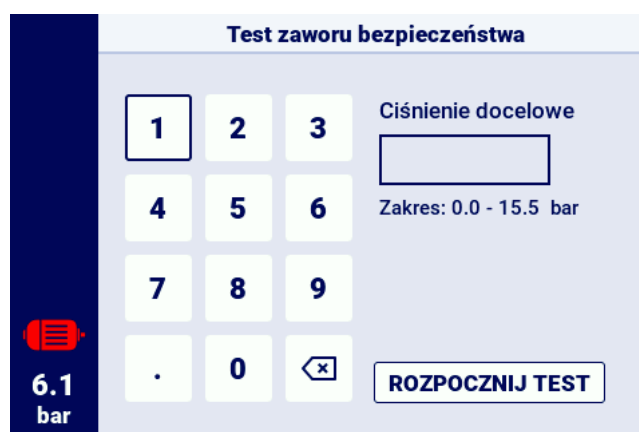 Test zaworu bezpieczeństwa
1 2 3
4 5 6
7 8 9
. 0
Ciśnienie docelowe
Zakres: 0.0 - 15.5 bar
ROZPOCZNIJ TEST
6.1
bar